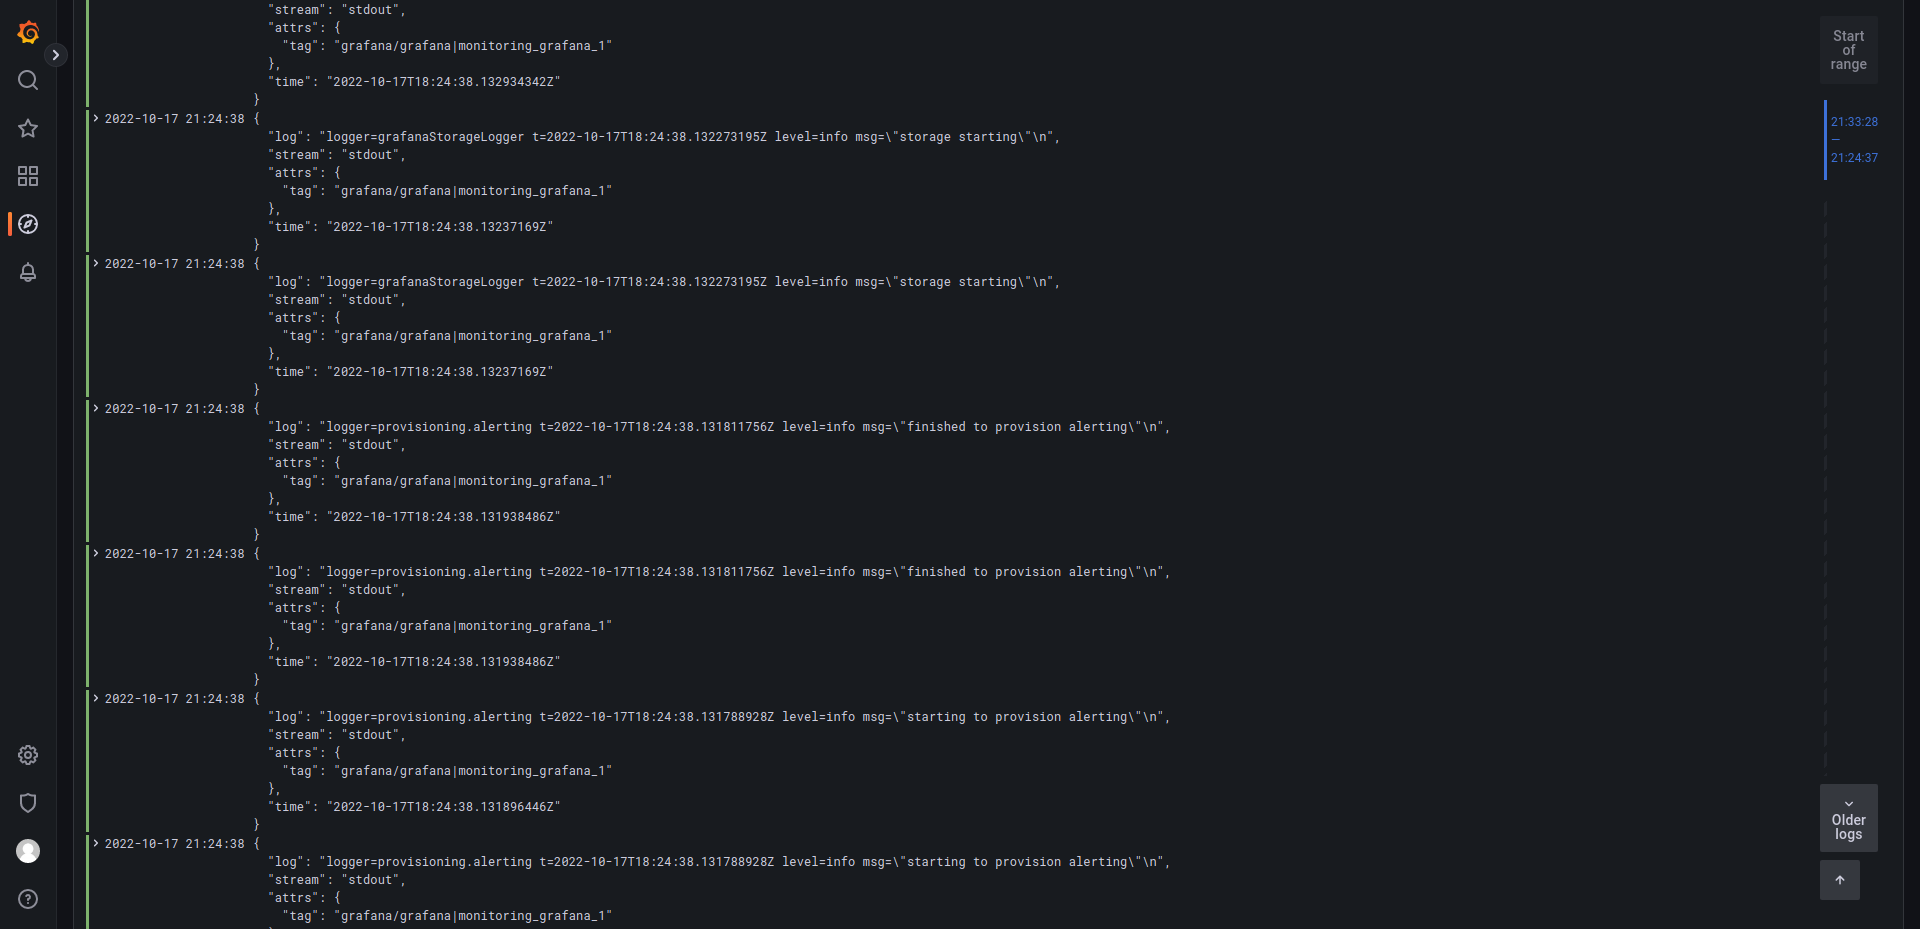 "stream": "stdout",
"attrs": {
"tag": "grafana/grafana|monitoring_grafana_1"
},
"time": "2022-10-17T18:24:38.132934342Z"
}
2022-10-17 21:24:38 {
"log": "logger=grafanaStorageLogger t=2022-10-17T18:24:38.132273195Z level=info msg=\"storage starting\"\n",
"stream": "stdout",
"attrs": {
"tag": "grafana/grafana|monitoring_grafana_1"
},
"time": "2022-10-17T18:24:38.13237169Z"
}
2022-10-17 21:24:38 {
"log": "logger=grafanaStorageLogger t=2022-10-17T18:24:38.132273195Z level=info msg=\"storage starting\"\n",
"stream": "stdout",
"attrs": {
"tag": "grafana/grafana|monitoring_grafana_1"
},
"time": "2022-10-17T18:24:38.13237169Z"
}
2022-10-17 21:24:38 {
"log": "logger=provisioning.alerting t=2022-10-17T18:24:38.131811756Z level=info msg=\"finished to provision alerting\"\n",
"stream": "stdout",
"attrs": {
"tag": "grafana/grafana|monitoring_grafana_1"
},
"time": "2022-10-17T18:24:38.131938486Z"
}
2022-10-17 21:24:38 {
"log": "logger=provisioning.alerting t=2022-10-17T18:24:38.131811756Z level=info msg=\"finished to provision alerting\"\n",
"stream": "stdout",
"attrs": {
"tag": "grafana/grafana|monitoring_grafana_1"
},
"time": "2022-10-17T18:24:38.131938486Z"
}
2022-10-17 21:24:38 {
"log": "logger=provisioning.alerting t=2022-10-17T18:24:38.131788928Z level=info msg=\"starting to provision alerting\"\n",
"stream": "stdout",
"attrs": {
"tag": "grafana/grafana|monitoring_grafana_1"
},
"time": "2022-10-17T18:24:38.131896446Z"
}
2022-10-17 21:24:38 {
"log": "logger=provisioning.alerting t=2022-10-17T18:24:38.131788928Z level=info msg=\"starting to provision alerting\"\n",
"stream": "stdout",
"attrs": {
"tag": "grafana/grafana|monitoring_grafana_1"
Start
of
range
21:33:28
—
21:24:37
Older
logs